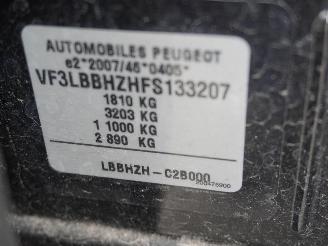 AUTOMOBILES PEUGEOT
e2*2007/46*0405*
VF3LBBHZHFS133207
1810 KG
3203 KG
1 1000 KG
2 890 KG
LBBHZH-C2B000